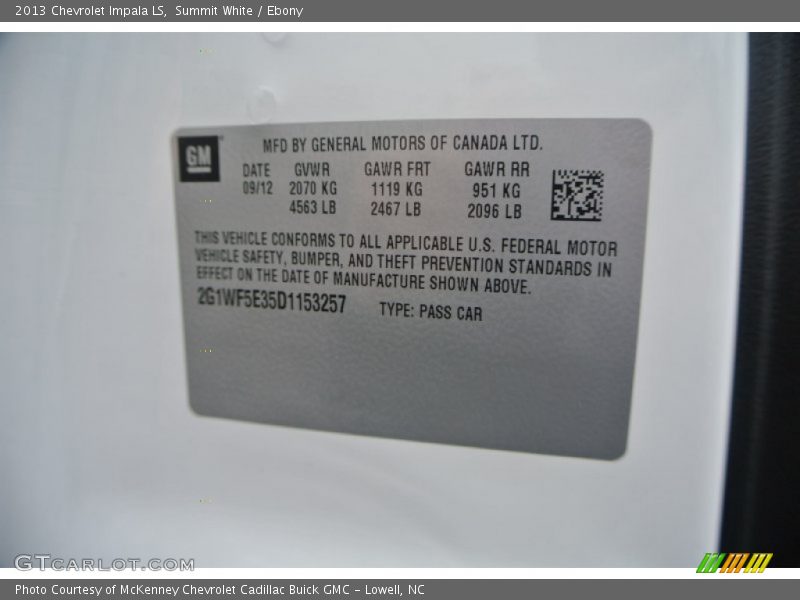 2013 Chevrolet Impala LS, Summit White / Ebony
GM
MFD BY GENERAL MOTORS OF CANADA LTD.
DATE GVWR GAWR FRT GAWR RR
09/12 2070 KG 1119 KG 951 KG
4563 LB 2467 LB 2096 LB
THIS VEHICLE CONFORMS TO ALL APPLICABLE U.S. FEDERAL MOTOR
VEHICLE SAFETY, BUMPER, AND THEFT PREVENTION STANDARDS IN
EFFECT ON THE DATE OF MANUFACTURE SHOWN ABOVE.
2G1WF5E35D1153257 TYPE: PASS CAR
GTCARLOT.COM
Photo Courtesy of McKenney Chevrolet Cadillac Buick GMC - Lowell, NC